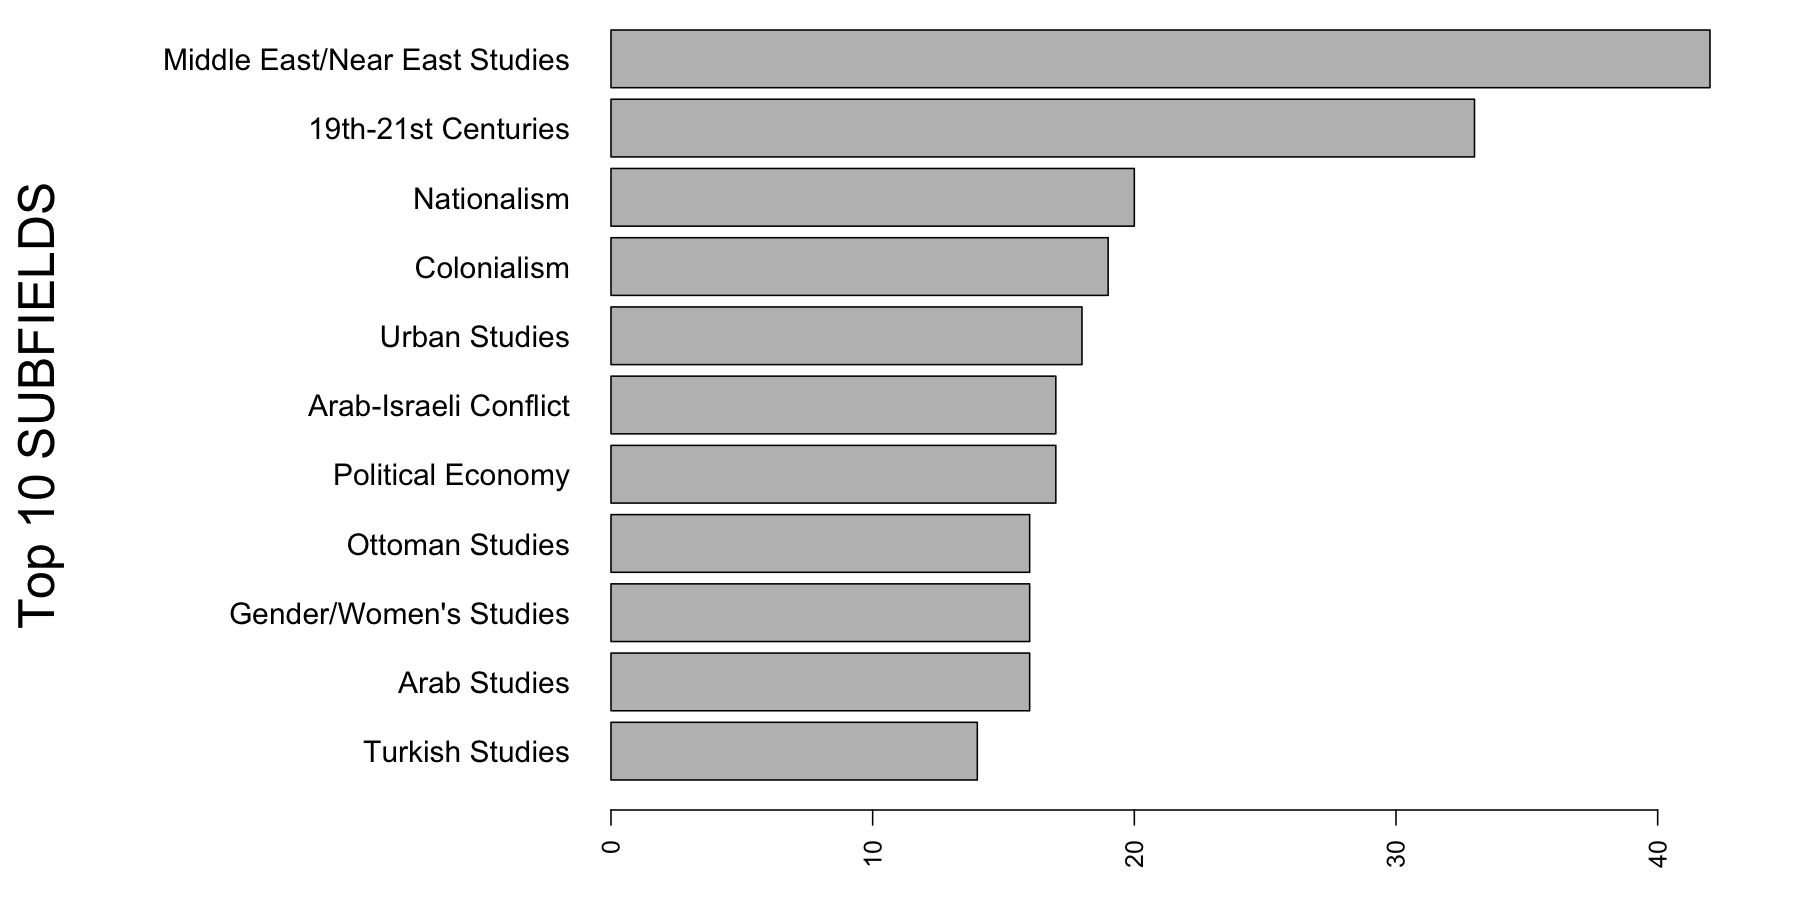 Top 10 SUBFIELDS
Middle East/Near East Studies
19th-21st Centuries
Nationalism
Colonialism
Urban Studies
Arab-Israeli Conflict
Political Economy
Ottoman Studies
Gender/Women's Studies
Arab Studies
Turkish Studies
0 10 20 30 40